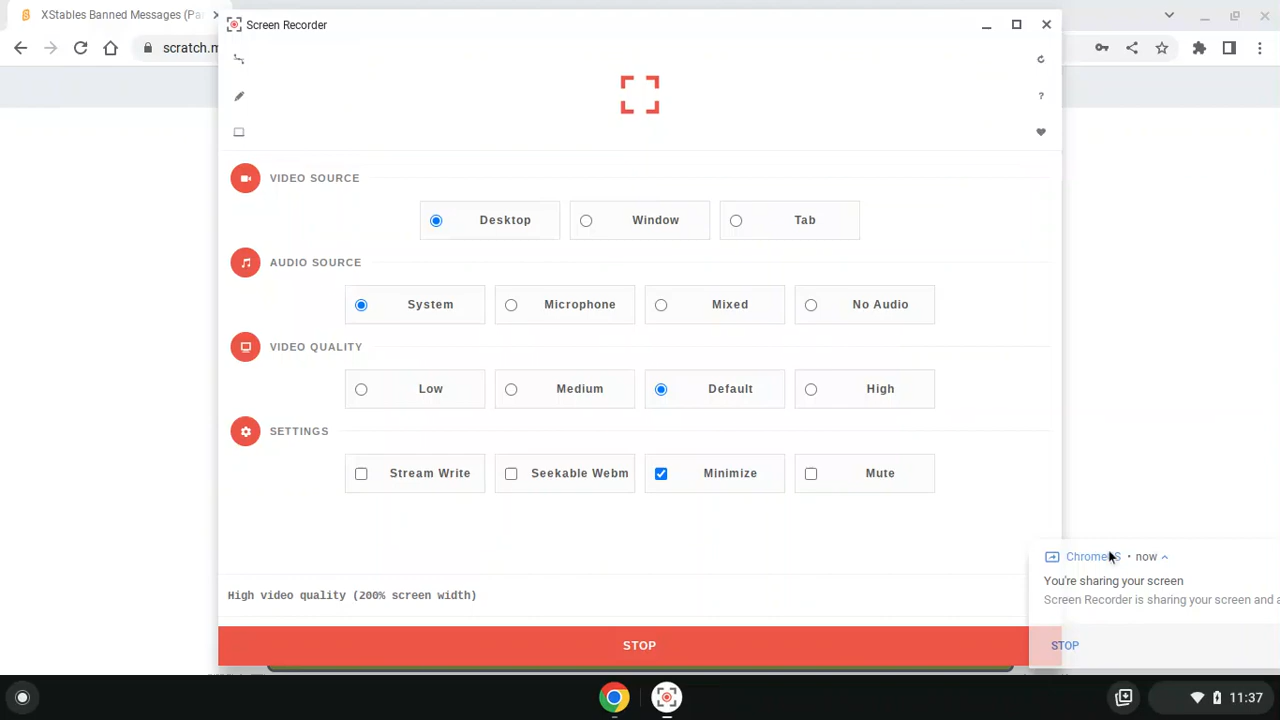 XStables Banned Messages (Pa
Screen Recorder
scratch.m
?
VIDEO SOURCE
Desktop
Window
Tab
AUDIO SOURCE
System
Microphone
Mixed
No Audio
VIDEO QUALITY
Low
Medium
Default
High
SETTINGS
Stream Write
Seekable Webm
Minimize
Mute
Chrome S • now
You're sharing your screen
Screen Recorder is sharing your screen and a
High video quality (200% screen width)
STOP
STOP
11:37